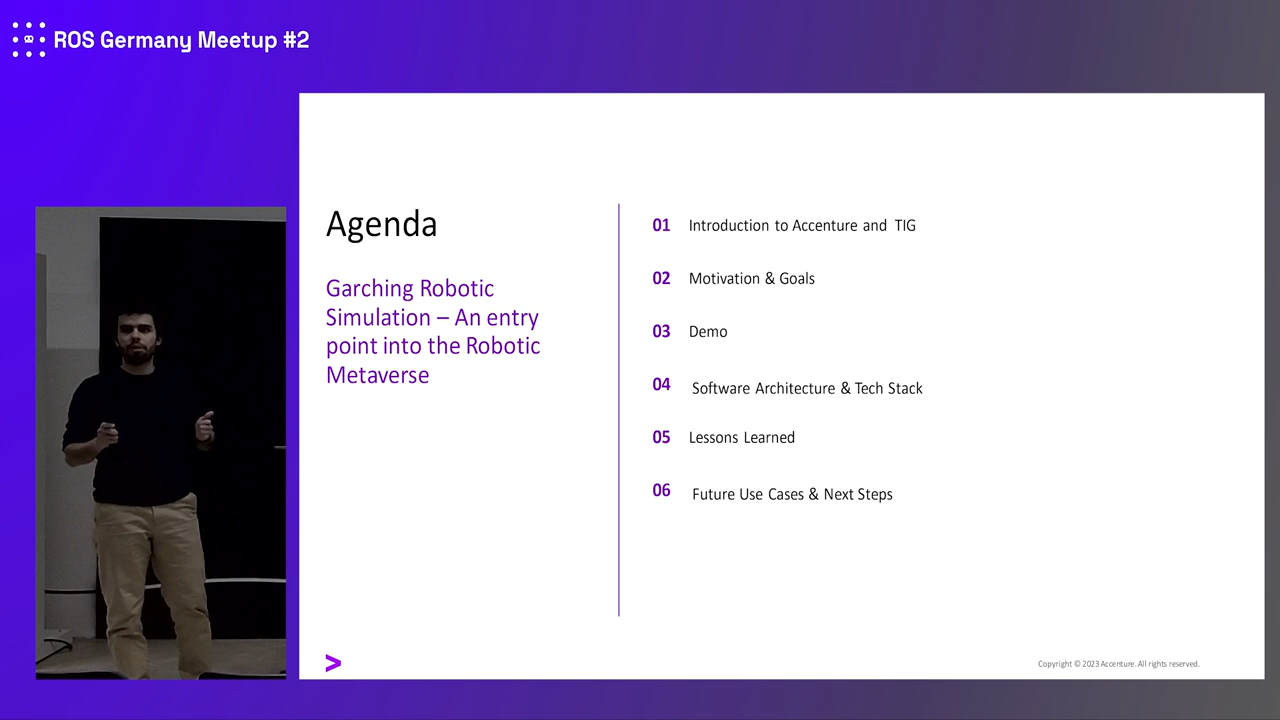 ROS Germany Meetup #2
Agenda
Garching Robotic
Simulation – An entry
point into the Robotic
Metaverse
01 Introduction to Accenture and TIG
02 Motivation & Goals
03 Demo
04 Software Architecture & Tech Stack
05 Lessons Learned
06 Future Use Cases & Next Steps
>
Copyright © 2023 Accenture. All rights reserved.